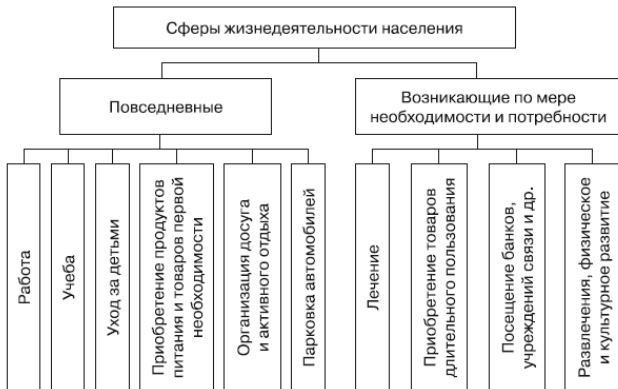 Сферы жизнедеятельности населения
Повседневные
Возникающие по мере
необходимости и потребности
Работа
Учеба
Уход за детьми
Приобретение продуктов
питания и товаров первой
необходимости
Организация досуга
и активного отдыха
Парковка автомобилей
Лечение
Приобретение товаров
длительного пользования
Посещение банков,
учреждений связи и др.
Развлечения, физическое
и культурное развитие